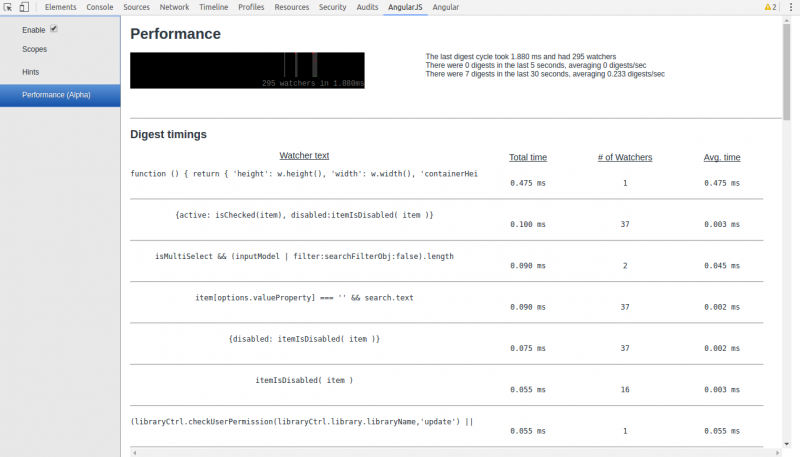 Elements Console Sources Network Timeline Profiles Resources Security Audits AngularJS Angular 2
Enable
Scopes
Hints
Performance (Alpha)
Performance
295 watchers in 1.880ms
The last digest cycle took 1.880 ms and had 295 watchers
There were 0 digests in the last 5 seconds, averaging 0 digests/sec
There were 7 digests in the last 30 seconds, averaging 0.233 digests/sec
Digest timings
Watcher text Total time # of Watchers Avg. time
function () { return { 'height': w.height(), 'width': w.width(), 'containerHei
0.475 ms 1 0.475 ms
{active: isChecked(item), disabled:itemIsDisabled( item )}
0.100 ms 37 0.003 ms
isMultiSelect && (inputModel | filter:searchFilterObj:false).length
0.090 ms 2 0.045 ms
item[options.valueProperty] === '' && search.text
0.090 ms 37 0.002 ms
{disabled: itemIsDisabled( item )}
0.075 ms 37 0.002 ms
itemIsDisabled( item )
0.055 ms 16 0.003 ms
(libraryCtrl.checkUserPermission(libraryCtrl.library.libraryName,'update') ||
0.055 ms 1 0.055 ms